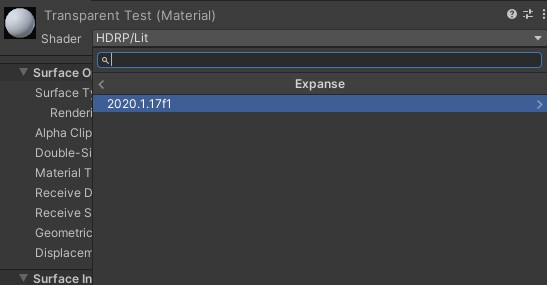 Transparent Test (Material)
Shader
HDRP/Lit
Expanse
2020.1.17f1
Surface O
Surface Ty
Renderi
Alpha Clip
Double-Si
Material T
Receive D
Receive S
Geometric
Displacem
Surface In